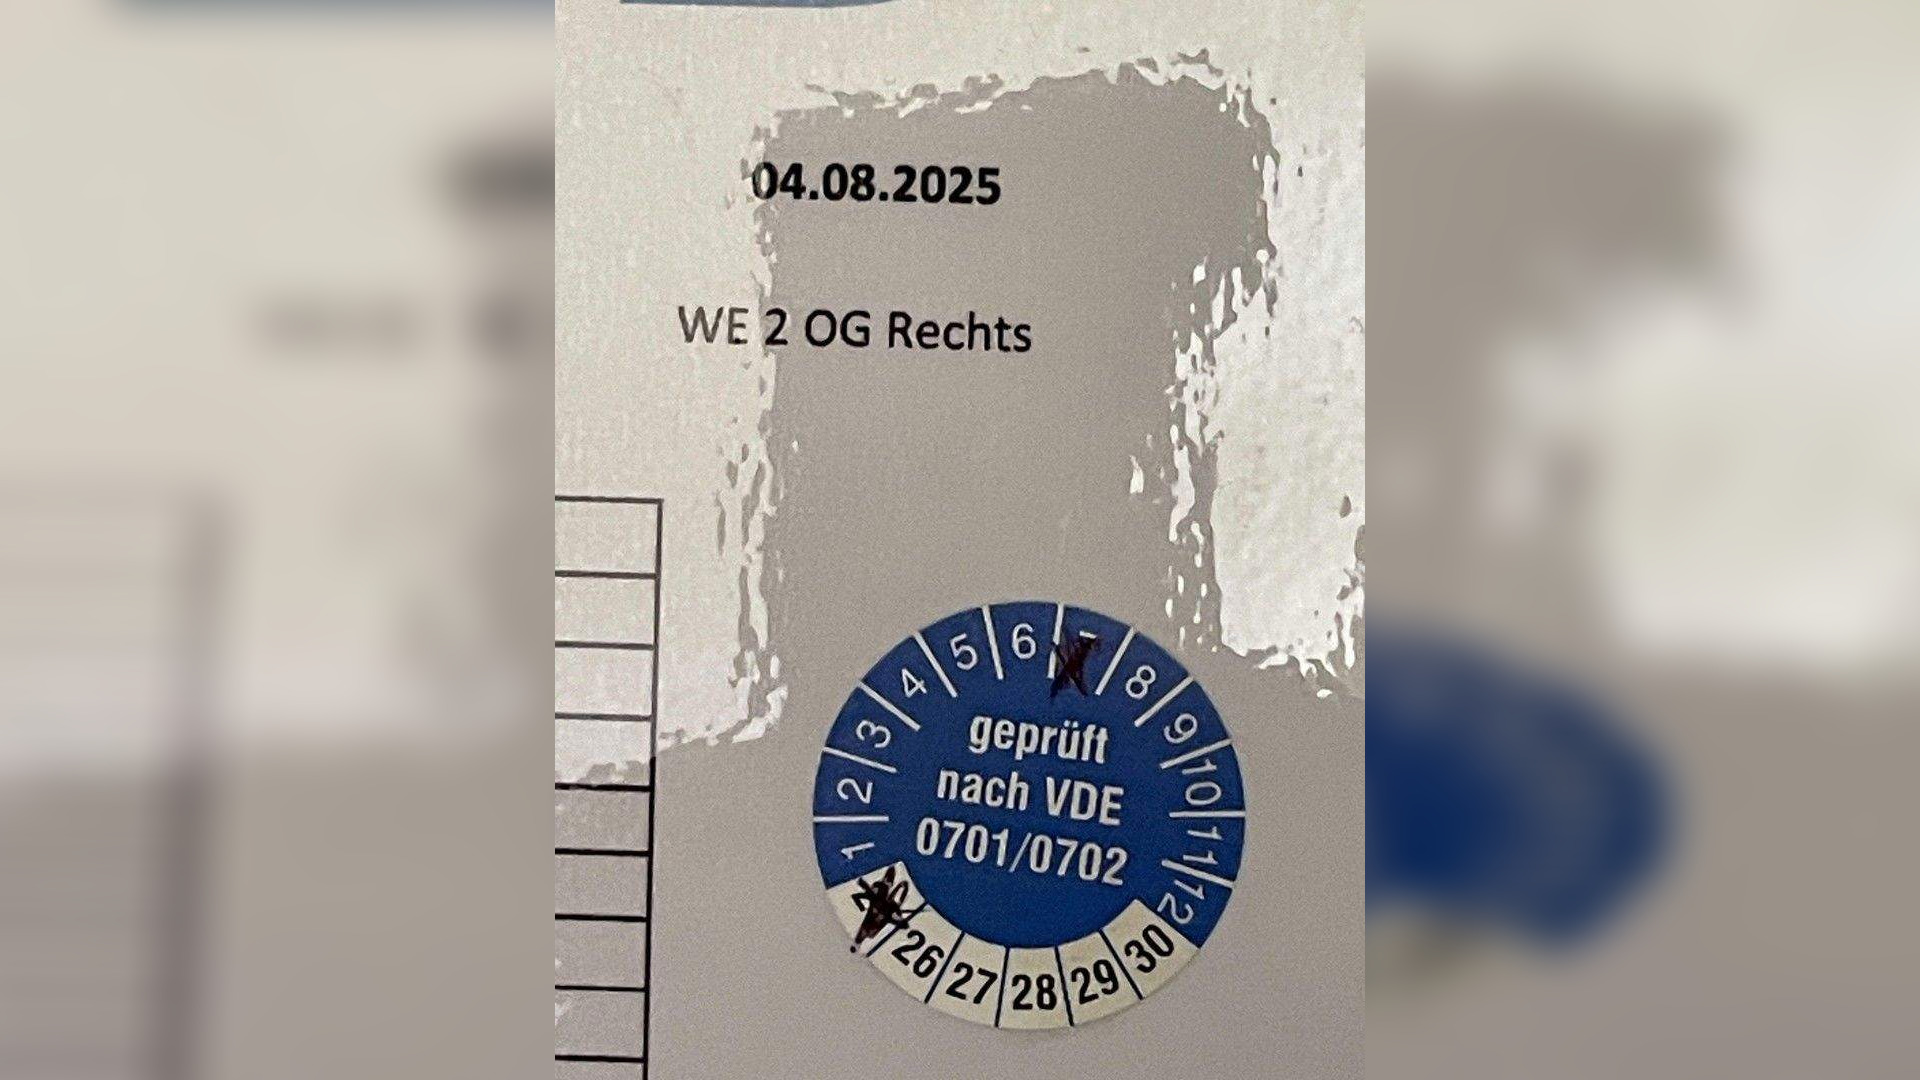 04.08.2025
WE 2 OG Rechts
1 2 3 4 5 6 7 8 9 10 11 12
geprüft
nach VDE
0701/0702
26 27 28 29 30